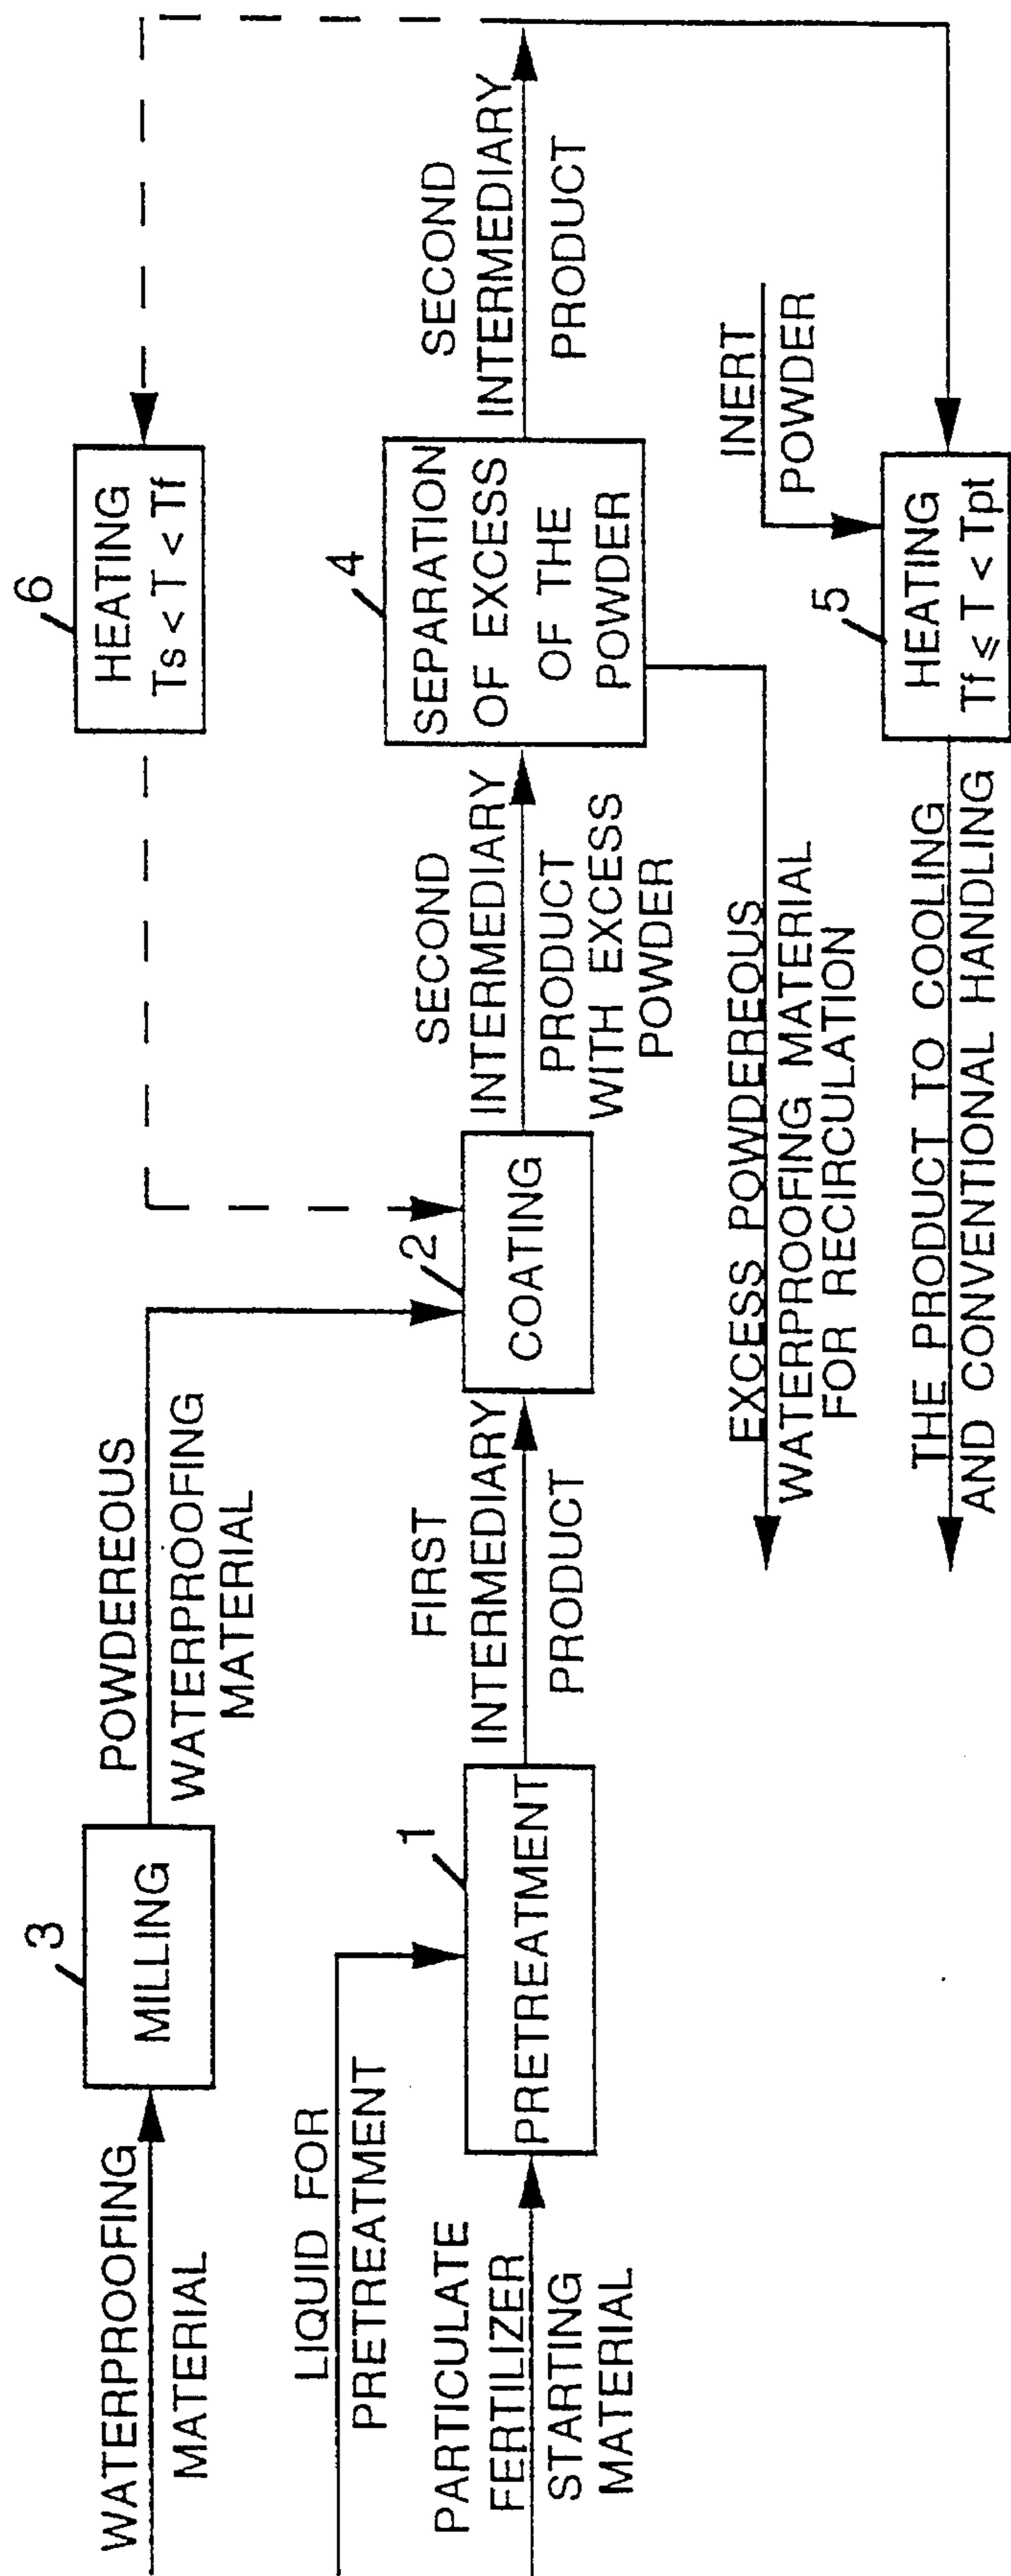 WATERPROOFING
MATERIAL
3
MILLING
POWDEREOUS
WATERPROOFING
MATERIAL
6
HEATING
Ts < T < Tf
LIQUID FOR
PRETREATMENT
PARTICULATE
FERTILIZER
STARTING
MATERIAL
1
PRETREATMENT
FIRST
INTERMEDIARY
PRODUCT
2
COATING
SECOND
INTERMEDIARY
PRODUCT
WITH EXCESS
POWDER
4
SEPARATION
OF EXCESS
OF THE
POWDER
SECOND
INTERMEDIARY
PRODUCT
EXCESS POWDEREOUS
WATERPROOFING MATERIAL
FOR RECIRCULATION
INERT
POWDER
5
HEATING
Tf ⩽ T < Tpt
THE PRODUCT TO COOLING
AND CONVENTIONAL HANDLING